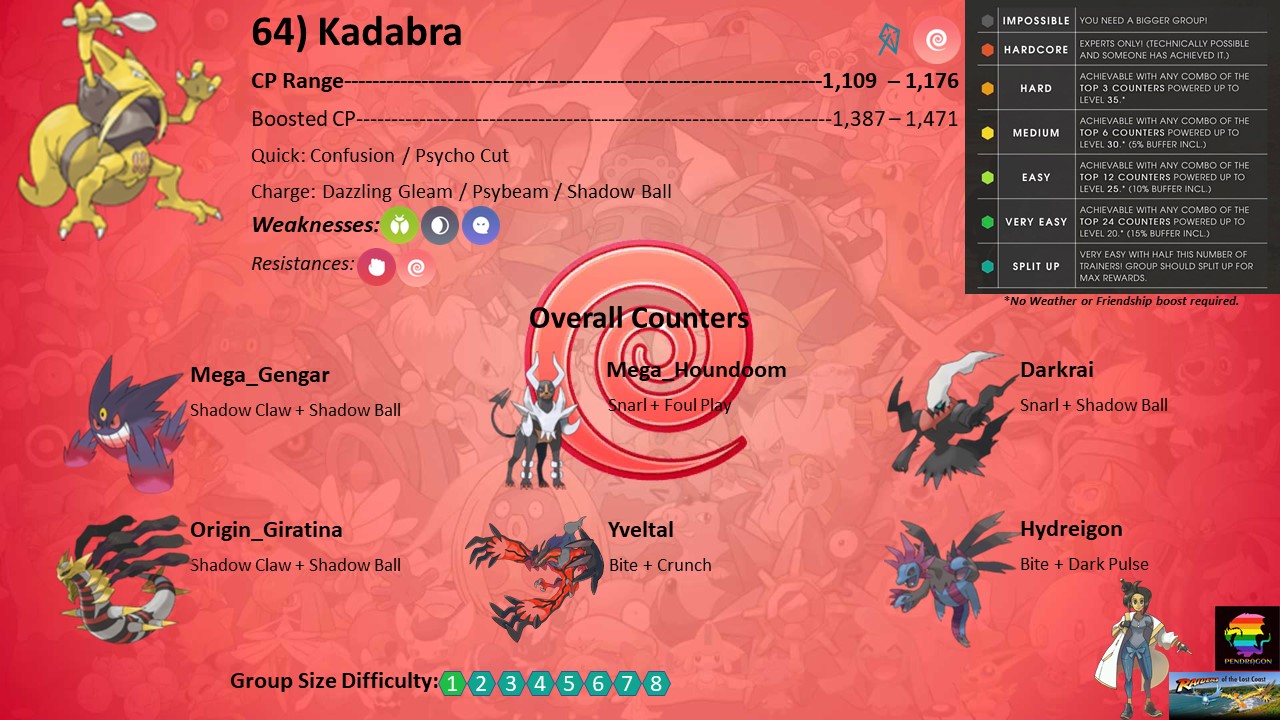 64) Kadabra
CP Range------------------------------------------------------------------------------------1,109 – 1,176
Boosted CP------------------------------------------------------------------------------------1,387 – 1,471
Quick: Confusion / Psycho Cut
Charge: Dazzling Gleam / Psybeam / Shadow Ball
Weaknesses:
Resistances:
IMPOSSIBLE YOU NEED A BIGGER GROUP!
HARDCORE EXPERTS ONLY! (TECHNICALLY POSSIBLE
AND SOMEONE HAS ACHIEVED IT.)
HARD ACHIEVABLE WITH ANY COMBO OF THE
TOP 3 COUNTERS POWERED UP TO
LEVEL 35.*
MEDIUM ACHIEVABLE WITH ANY COMBO OF THE
TOP 6 COUNTERS POWERED UP TO
LEVEL 30.* (5% BUFFER INCL.)
EASY ACHIEVABLE WITH ANY COMBO OF THE
TOP 12 COUNTERS POWERED UP TO
LEVEL 25.* (10% BUFFER INCL.)
VERY EASY ACHIEVABLE WITH ANY COMBO OF THE
TOP 24 COUNTERS POWERED UP TO
LEVEL 20.* (15% BUFFER INCL.)
SPLIT UP VERY EASY WITH HALF THIS NUMBER OF
TRAINERS! GROUP SHOULD SPLIT UP FOR
MAX REWARDS.
*No Weather or Friendship boost required.
Overall Counters
Mega_Gengar
Shadow Claw + Shadow Ball
Mega_Houndoom
Snarl + Foul Play
Darkrai
Snarl + Shadow Ball
Origin_Giratina
Shadow Claw + Shadow Ball
Yveltal
Bite + Crunch
Hydreigon
Bite + Dark Pulse
Group Size Difficulty: 1 2 3 4 5 6 7 8
PENDRAGON
RAIDERS of the Lost Coast